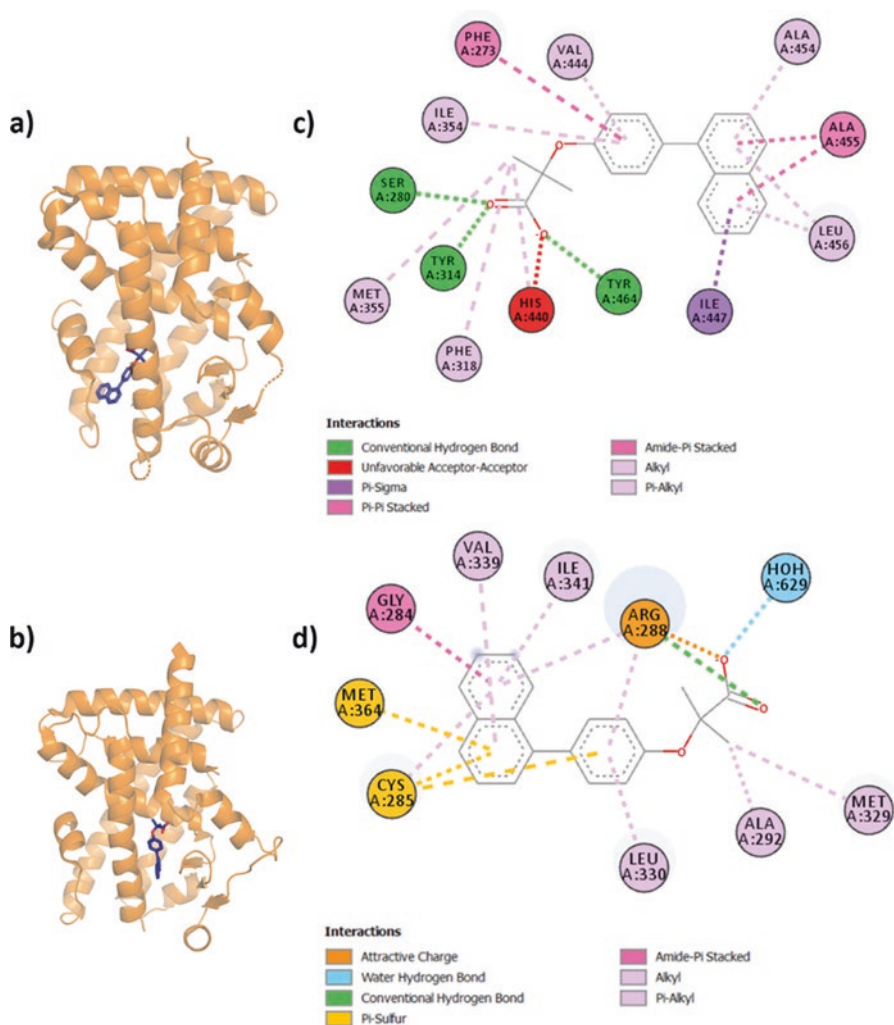 a)
c)
PHE
A:273
VAL
A:444
ALA
A:454
ILE
A:354
ALA
A:455
SER
A:280
O
O
O
TYR
A:314
LEU
A:456
MET
A:355
HIS
A:440
TYR
A:464
ILE
A:447
PHE
A:318
Interactions
Conventional Hydrogen Bond
Unfavorable Acceptor-Acceptor
Pi-Sigma
Pi-Pi Stacked
Amide-Pi Stacked
Alkyl
Pi-Alkyl
b)
d)
VAL
A:339
ILE
A:341
HOH
A:629
GLY
A:284
ARG
A:288
MET
A:364
O
O
O
CYS
A:285
LEU
A:330
ALA
A:292
MET
A:329
Interactions
Attractive Charge
Water Hydrogen Bond
Conventional Hydrogen Bond
Pi-Sulfur
Amide-Pi Stacked
Alkyl
Pi-Alkyl